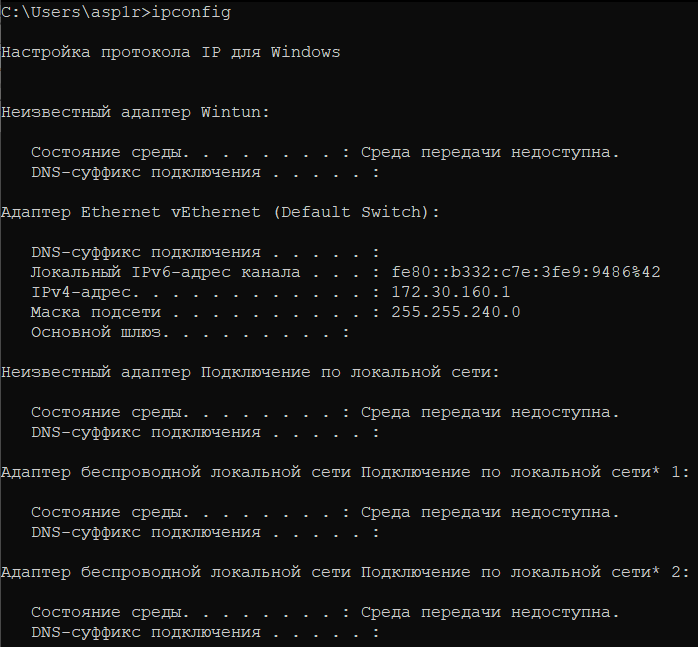 C:\Users\asp1r>ipconfig
Настройка протокола IP для Windows
Неизвестный адаптер Wintun:
Состояние среды. . . . . . . . : Среда передачи недоступна.
DNS-суффикс подключения . . . . . :
Адаптер Ethernet vEthernet (Default Switch):
DNS-суффикс подключения . . . . . :
Локальный IPv6-адрес канала . . . : fe80::b332:c7e:3fe9:9486%42
IPv4-адрес. . . . . . . . . . . . : 172.30.160.1
Маска подсети . . . . . . . . . . : 255.255.240.0
Основной шлюз. . . . . . . . . :
Неизвестный адаптер Подключение по локальной сети:
Состояние среды. . . . . . . . : Среда передачи недоступна.
DNS-суффикс подключения . . . . . :
Адаптер беспроводной локальной сети Подключение по локальной сети* 1:
Состояние среды. . . . . . . . : Среда передачи недоступна.
DNS-суффикс подключения . . . . . :
Адаптер беспроводной локальной сети Подключение по локальной сети* 2:
Состояние среды. . . . . . . . : Среда передачи недоступна.
DNS-суффикс подключения . . . . . :